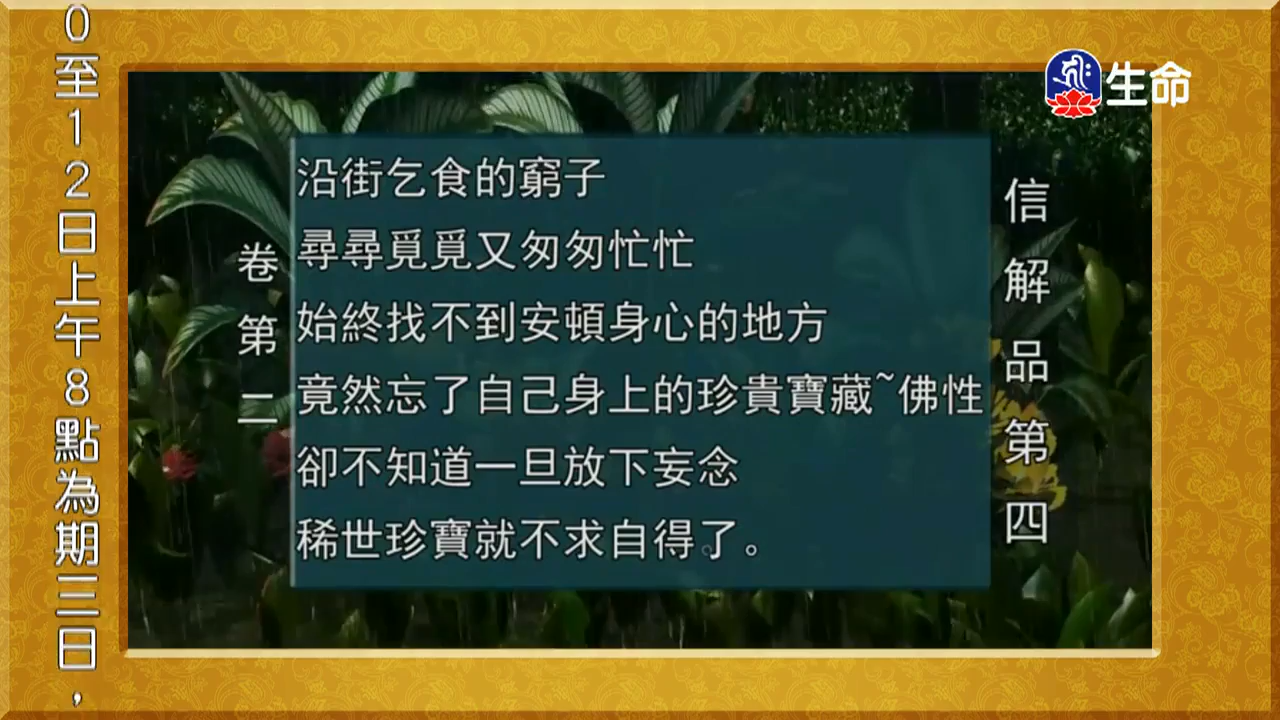 0至12日上午8點為期三日，
生命
信解品第四
沿街乞食的窮子
尋尋覓覓又匆匆忙忙
始終找不到安頓身心的地方
竟然忘了自己身上的珍貴寶藏~佛性
卻不知道一旦放下妄念
稀世珍寶就不求自得了。
卷第二